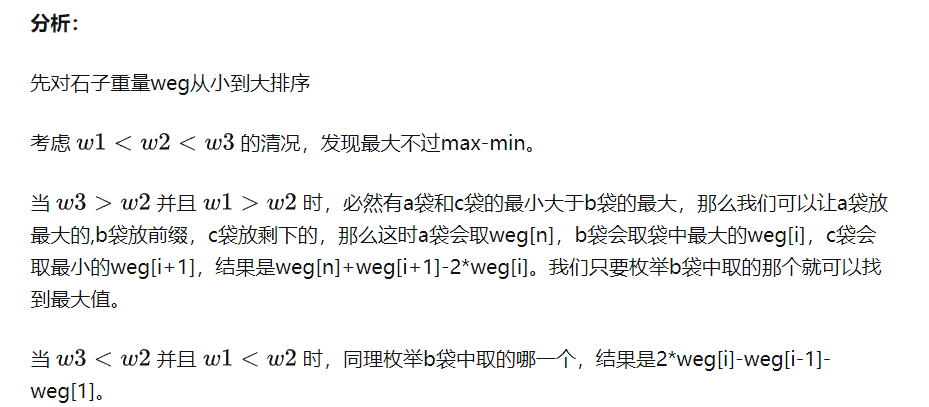 分析：
先对石子重量weg从小到大排序
考虑 w1 < w2 < w3 的情况，发现最大不过max-min。
当 w3 > w2 并且 w1 > w2 时，必然有a袋和c袋的最小大于b袋的最大，那么我们可以让a袋放
最大的,b袋放前缀，c袋放剩下的，那么这时a袋会取weg[n]，b袋会取袋中最大的weg[i]，c袋会
取最小的weg[i+1]，结果是weg[n]+weg[i+1]-2*weg[i]。我们只要枚举b袋中取的那个就可以找
到最大值。
当 w3 < w2 并且 w1 < w2 时，同理枚举b袋中取的哪一个，结果是2*weg[i]-weg[i-1]-
weg[1]。